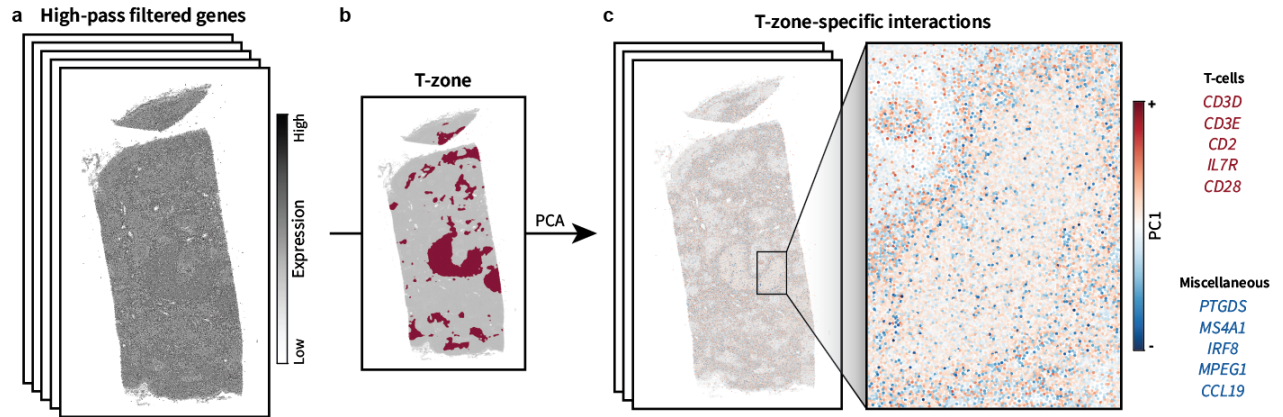 a High-pass filtered genes
High
Expression
Low
b
T-zone
PCA
c T-zone-specific interactions
+
PC1
-
T-cells
CD3D
CD3E
CD2
IL7R
CD28
Miscellaneous
PTGDS
MS4A1
IRF8
MPEG1
CCL19